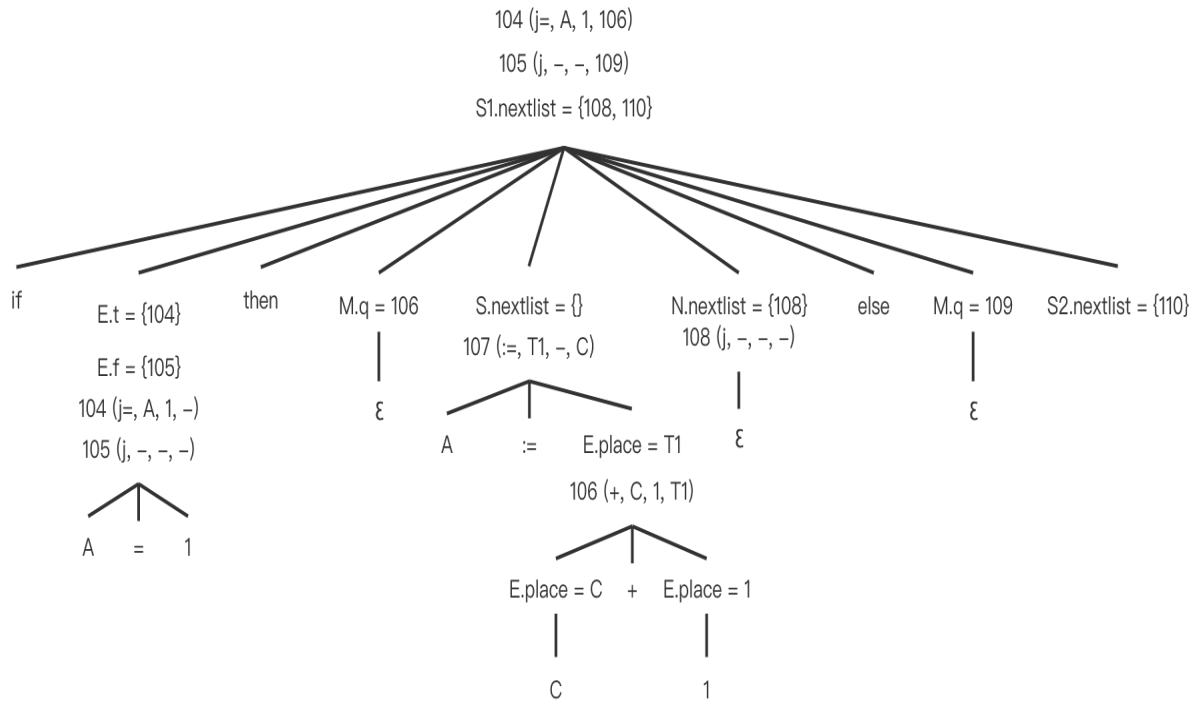 104 (j=, A, 1, 106)
105 (j, –, –, 109)
S1.nextlist = {108, 110}
if
E.t = {104}
E.f = {105}
104 (j=, A, 1, –)
105 (j, –, –, –)
A = 1
then
M.q = 106
ε
S.nextlist = {}
107 (:=, T1, –, C)
A := E.place = T1
106 (+, C, 1, T1)
E.place = C + E.place = 1
C 1
N.nextlist = {108}
108 (j, –, –, –)
ε
else
M.q = 109
ε
S2.nextlist = {110}